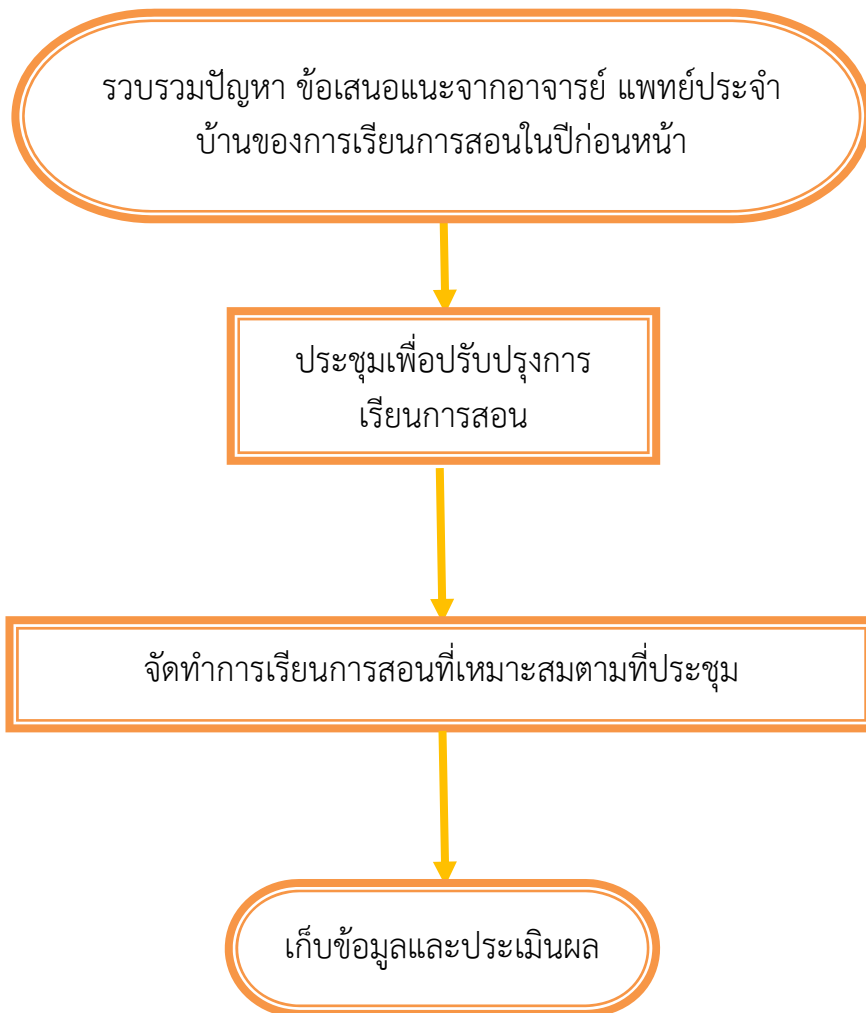 รวบรวมปัญหา ข้อเสนอแนะจากอาจารย์ แพทย์ประจำ
บ้านของการเรียนการสอนในปีก่อนหน้า
ประชุมเพื่อปรับปรุงการ
เรียนการสอน
จัดทำการเรียนการสอนที่เหมาะสมตามที่ประชุม
เก็บข้อมูลและประเมินผล